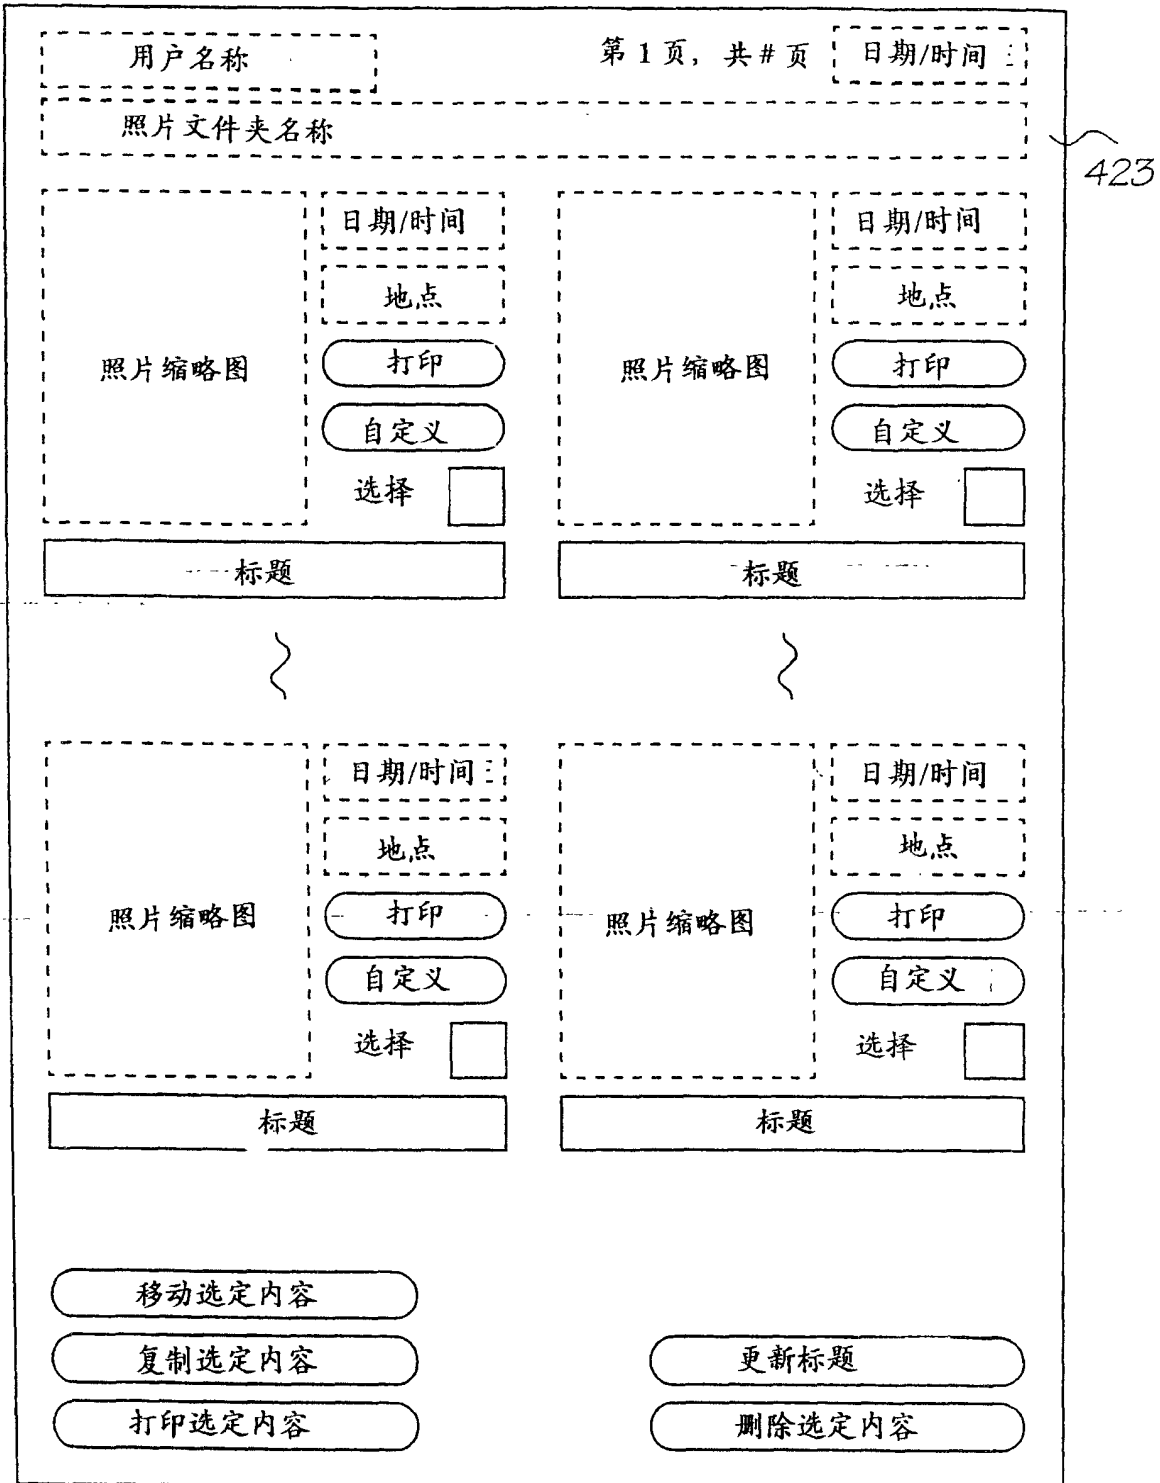 用户名称 第1页，共#页 日期/时间
照片文件夹名称
423
照片缩略图
日期/时间
地点
打印
自定义
选择
标题
照片缩略图
日期/时间
地点
打印
自定义
选择
标题
照片缩略图
日期/时间
地点
打印
自定义
选择
标题
照片缩略图
日期/时间
地点
打印
自定义
选择
标题
移动选定内容
复制选定内容
打印选定内容
更新标题
删除选定内容